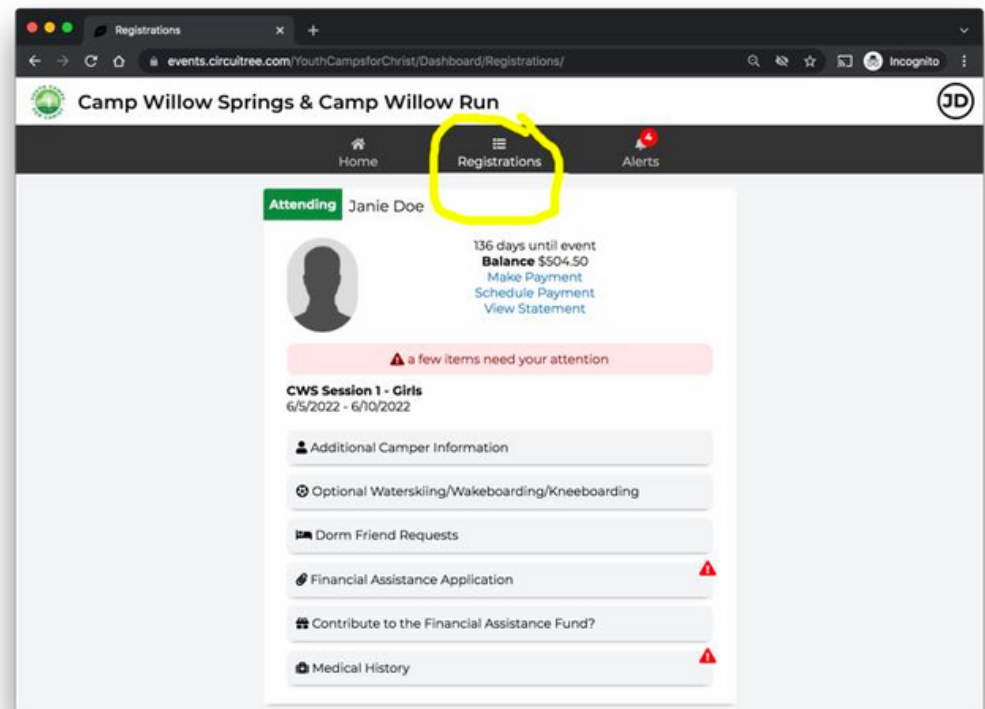 Registrations
events.circuitree.com/YouthCampsforChrist/Dashboard/Registrations/
Incognito
Camp Willow Springs & Camp Willow Run
JD
Home
Registrations
4
Alerts
Attending Janie Doe
136 days until event
Balance $504.50
Make Payment
Schedule Payment
View Statement
a few items need your attention
CWS Session 1 - Girls
6/5/2022 - 6/10/2022
Additional Camper Information
Optional Waterskiing/Wakeboarding/Kneeboarding
Dorm Friend Requests
Financial Assistance Application
Contribute to the Financial Assistance Fund?
Medical History